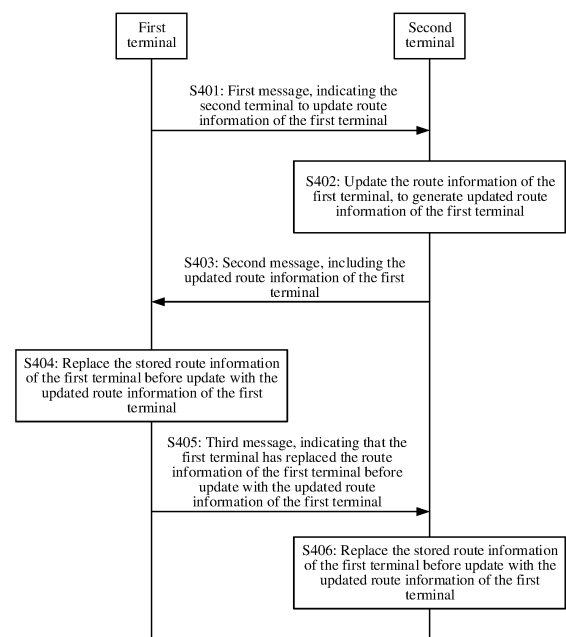 First
terminal
Second
terminal
S401: First message, indicating the
second terminal to update route
information of the first terminal
S402: Update the route information of the
first terminal, to generate updated route
information of the first terminal
S403: Second message, including the
updated route information of the first
terminal
S404: Replace the stored route information
of the first terminal before update with the
updated route information of the first
terminal
S405: Third message, indicating that the
first terminal has replaced the route
information of the first terminal before
update with the updated route
information of the first terminal
S406: Replace the stored route information
of the first terminal before update with the
updated route information of the first
terminal